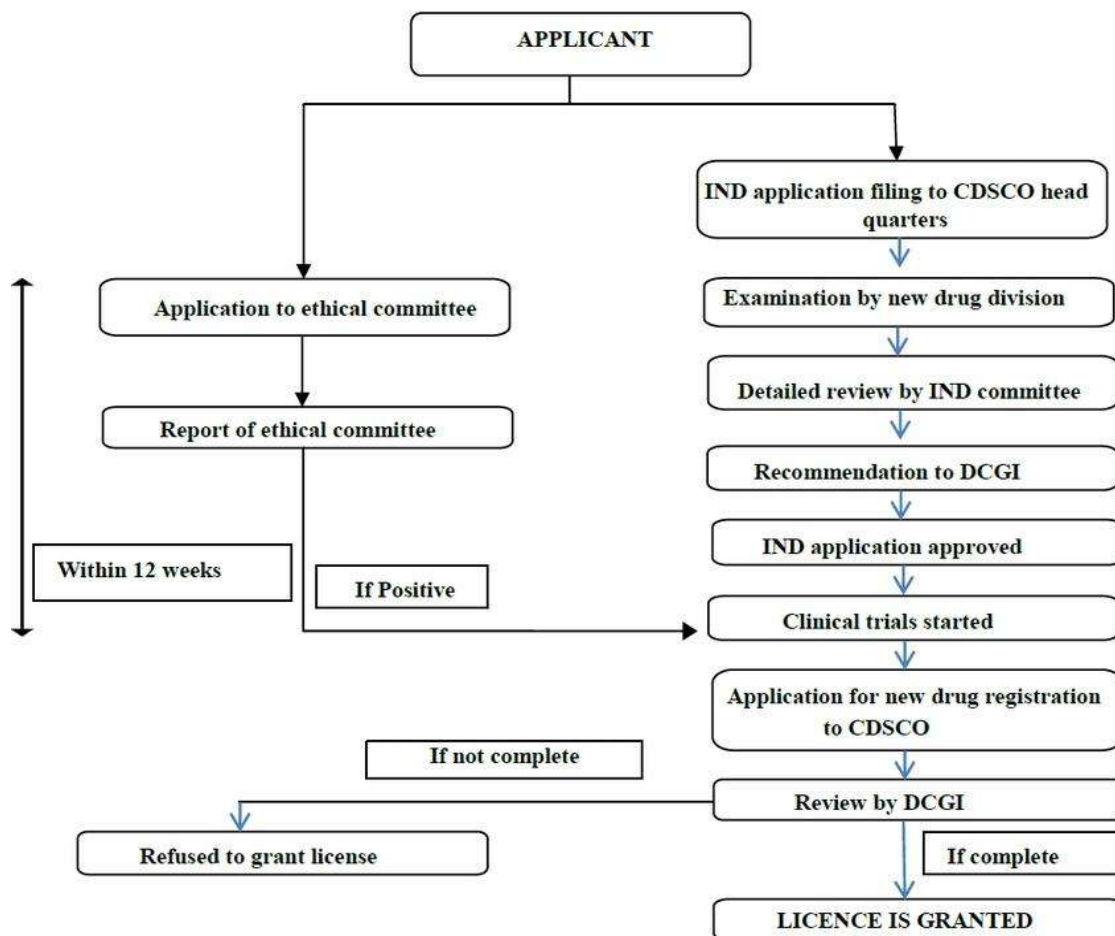 APPLICANT
IND application filing to CDSCO head
quarters
Application to ethical committee
Examination by new drug division
Detailed review by IND committee
Report of ethical committee
Recommendation to DCGI
Within 12 weeks
If Positive
IND application approved
Clinical trials started
Application for new drug registration
to CDSCO
If not complete
Review by DCGI
Refused to grant license
If complete
LICENCE IS GRANTED